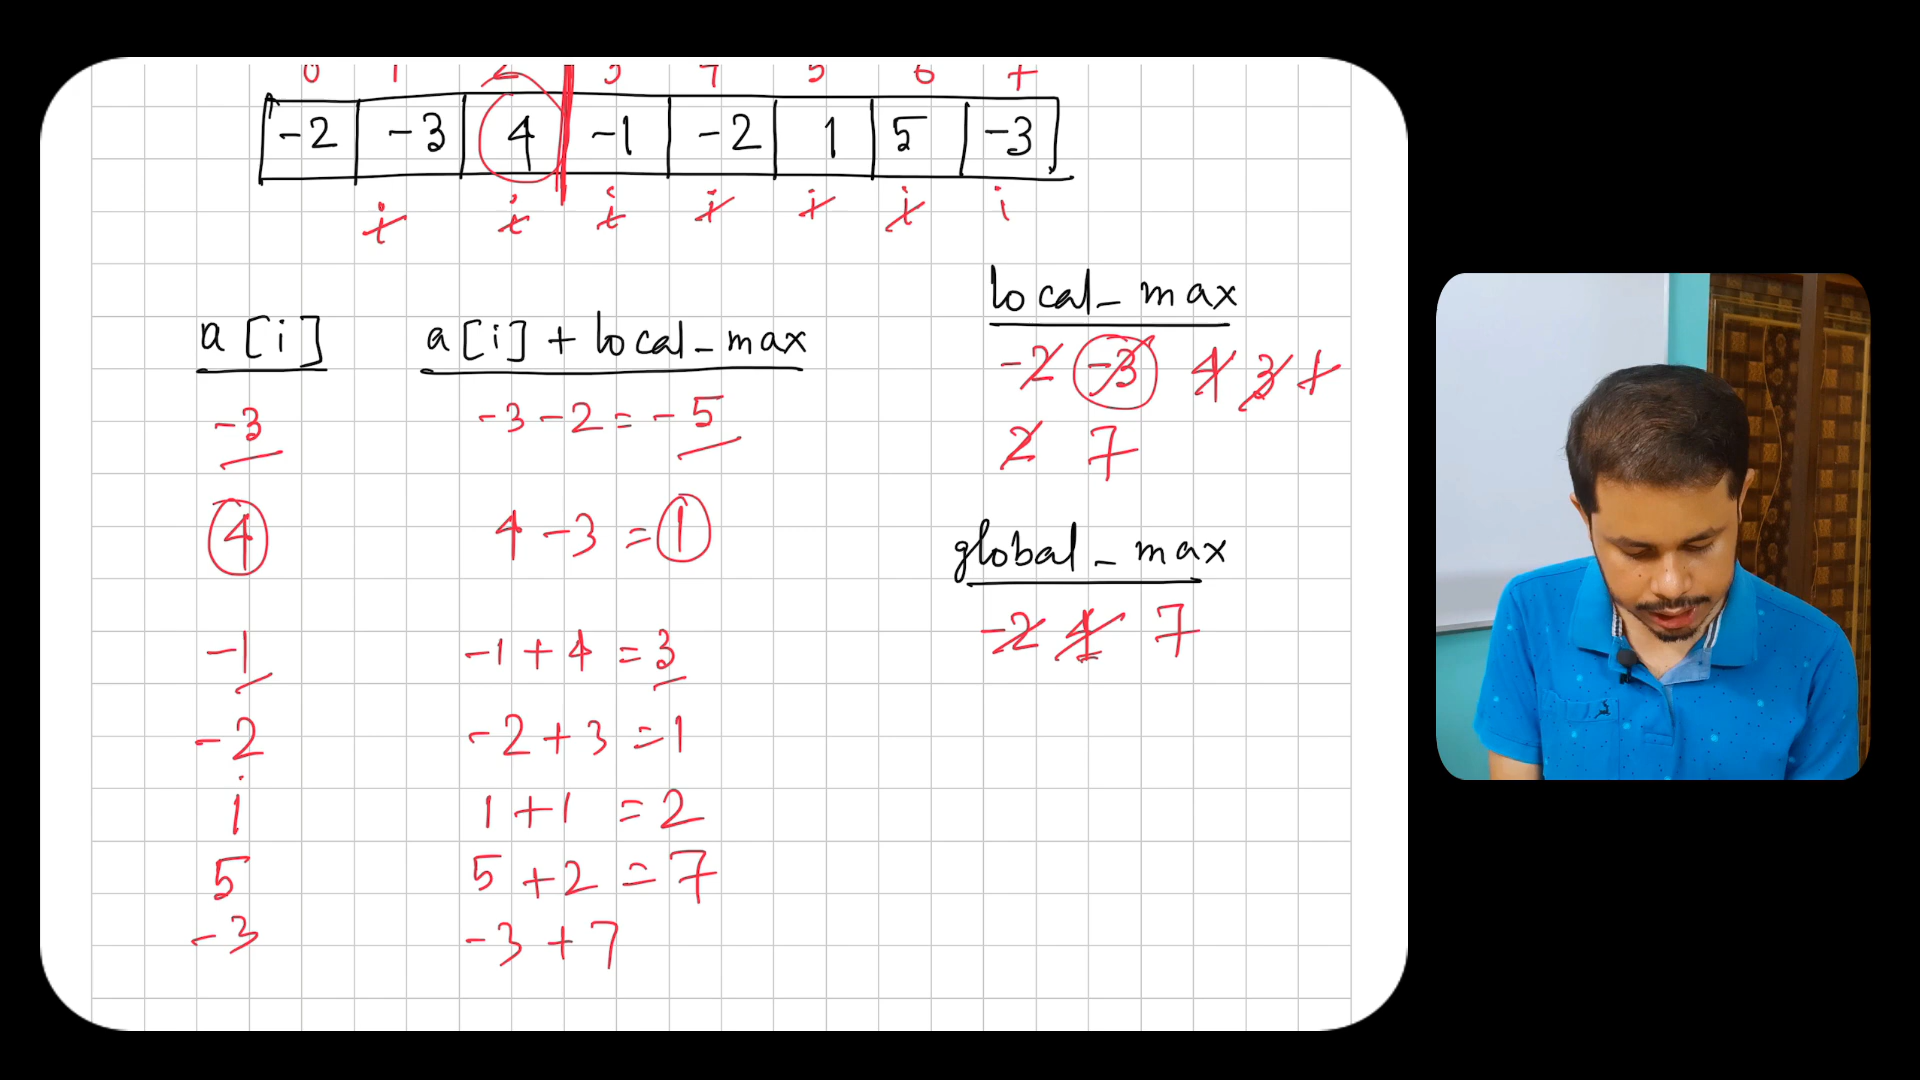 0 1 2 3 4 5 6 7
-2 -3 4 -1 -2 1 5 -3
i i i i i i i
local_max
a[i] a[i] + local_max
-2 -3 4 3 1
-3 -3 -2 = -5
2 7
4 4 -3 = 1
global_max
-2 4 7
-1 -1 + 4 = 3
-2 -2 + 3 = 1
1 1 + 1 = 2
5 5 + 2 = 7
-3 -3 + 7